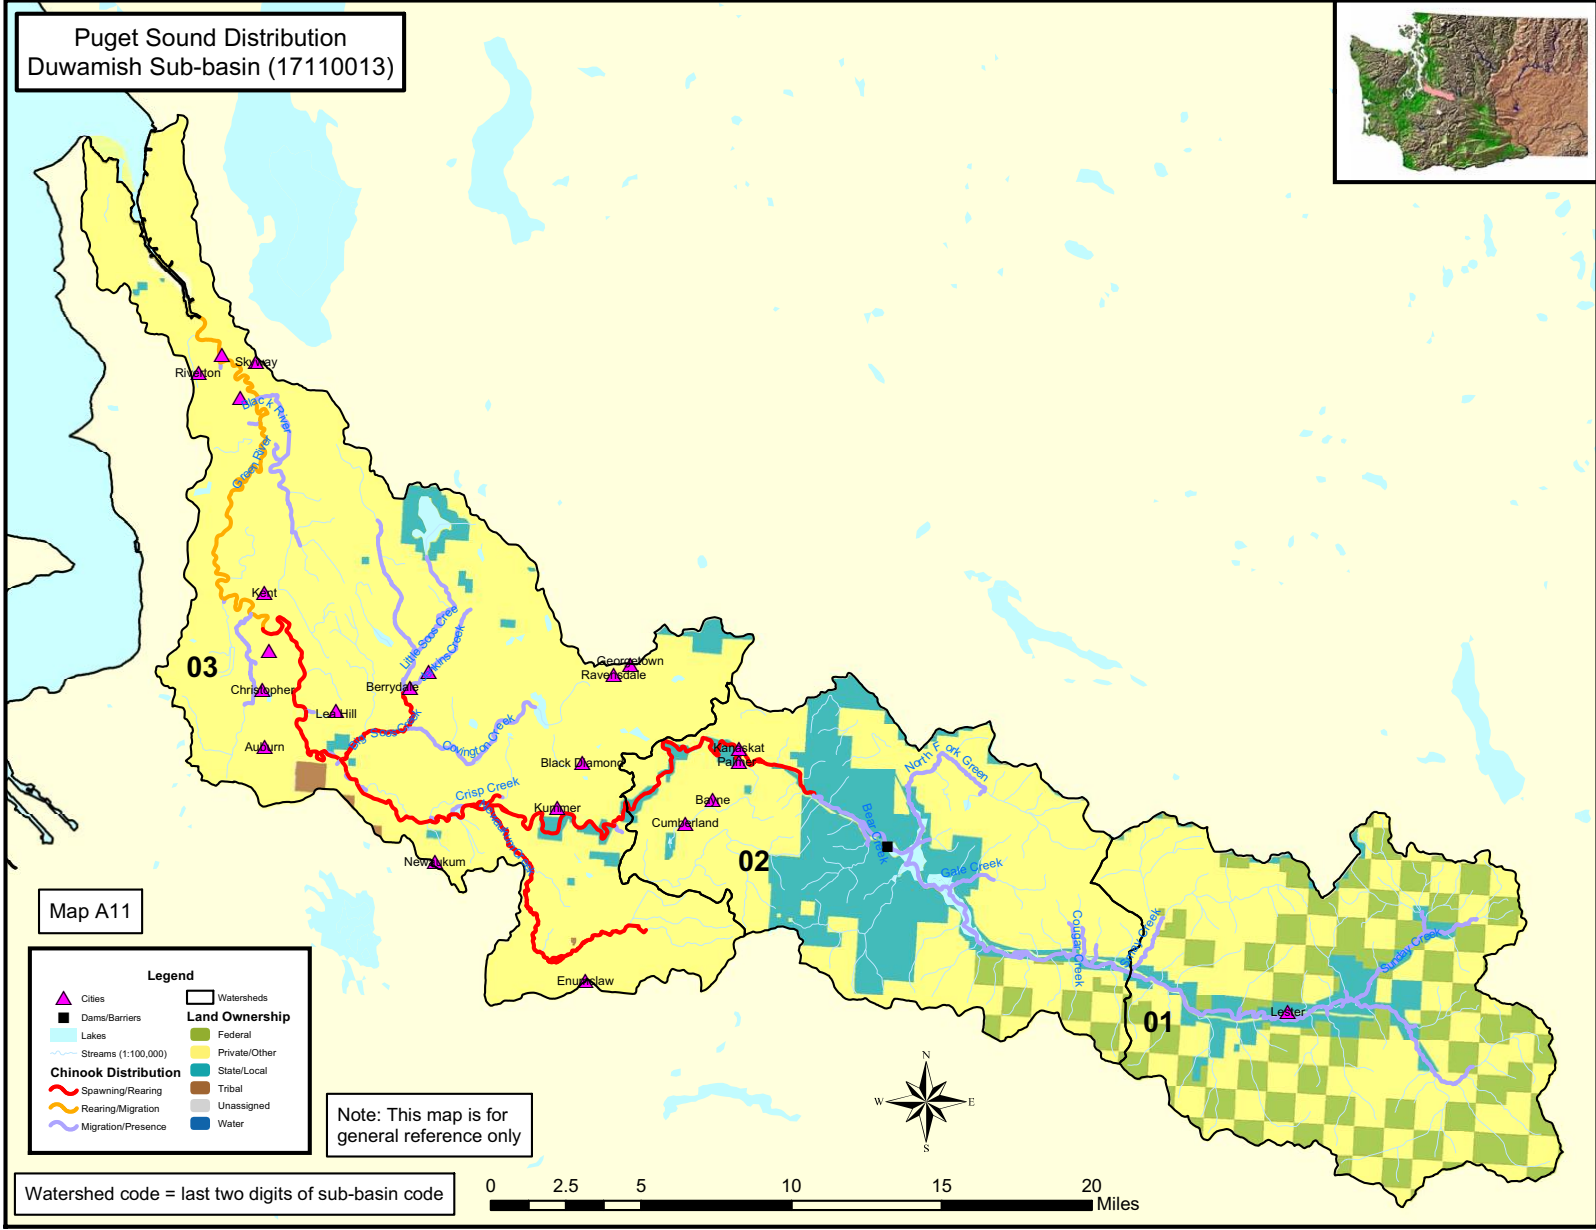 Puget Sound Distribution
Duwamish Sub-basin (17110013)
Skyway
Riverton
Black River
Green River
Kent
03
Little Soos Cree
Georgetown
Ravensdale
Christopher
Berrydale
Lea Hill
Big Soos Creek
Covington Creek
Auburn
Black Diamond
Kanaskat
Palmer
North Fork Green
Crisp Creek
Kummer
Bayne
Cumberland
Bear Creek
Newaukum
02
Gale Creek
Map A11
Cougar Creek
Sunday Creek
Enumclaw
01
Lester
Legend
Cities
Dams/Barriers
Lakes
Streams (1:100,000)
Chinook Distribution
Spawning/Rearing
Rearing/Migration
Migration/Presence
Watersheds
Land Ownership
Federal
Private/Other
State/Local
Tribal
Unassigned
Water
Note: This map is for
general reference only
N
W
E
S
Watershed code = last two digits of sub-basin code
0 2.5 5 10 15 20
Miles